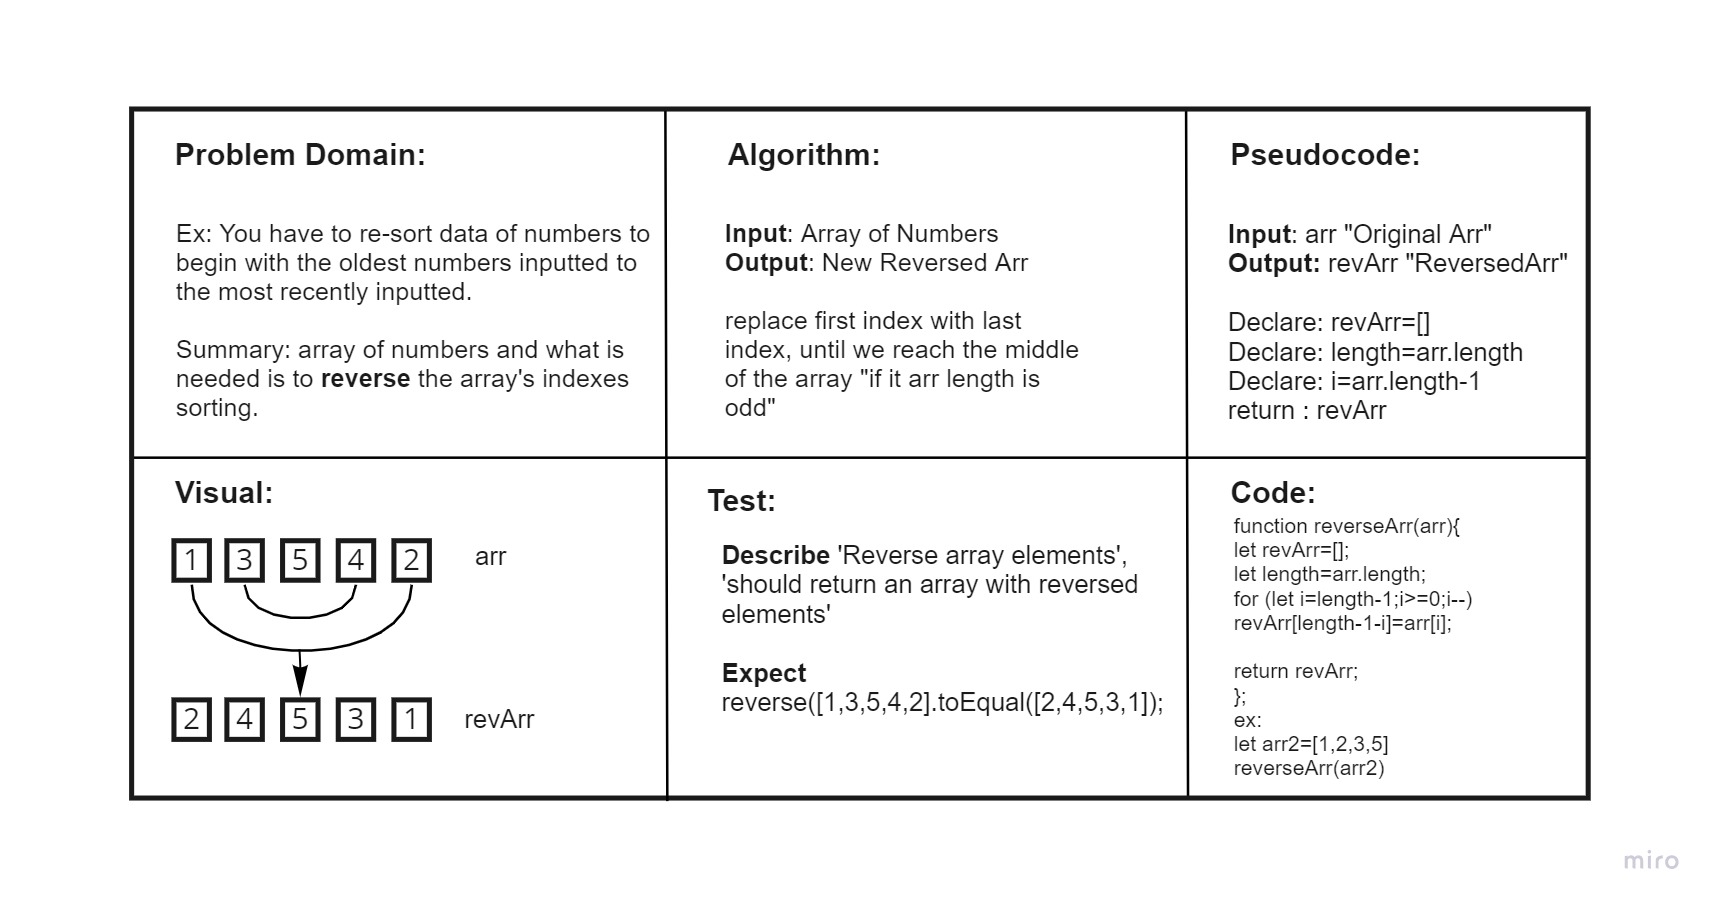 Problem Domain:
Ex: You have to re-sort data of numbers to
begin with the oldest numbers inputted to
the most recently inputted.
Summary: array of numbers and what is
needed is to reverse the array's indexes
sorting.
Algorithm:
Input: Array of Numbers
Output: New Reversed Arr
replace first index with last
index, until we reach the middle
of the array "if it arr length is
odd"
Pseudocode:
Input: arr "Original Arr"
Output: revArr "ReversedArr"
Declare: revArr=[]
Declare: length=arr.length
Declare: i=arr.length-1
return : revArr
Visual:
1 3 5 4 2 arr
2 4 5 3 1 revArr
Test:
Describe 'Reverse array elements',
'should return an array with reversed
elements'
Expect
reverse([1,3,5,4,2].toEqual([2,4,5,3,1]);
Code:
function reverseArr(arr){
let revArr=[];
let length=arr.length;
for (let i=length-1;i>=0;i--)
revArr[length-1-i]=arr[i];
return revArr;
};
ex:
let arr2=[1,2,3,5]
reverseArr(arr2)
miro